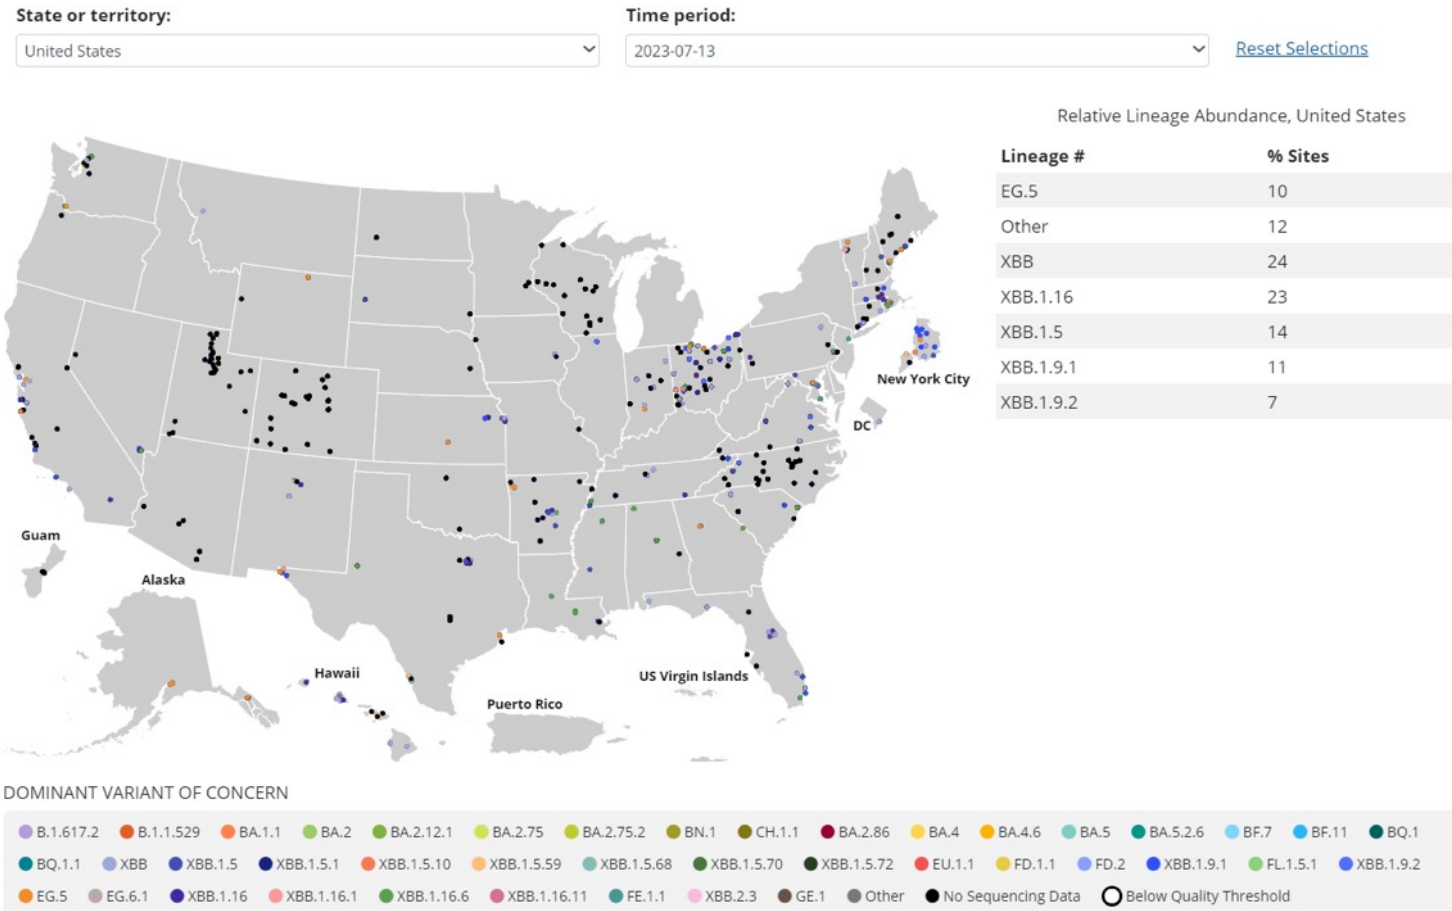 State or territory: Time period:
United States 2023-07-13 Reset Selections
Relative Lineage Abundance, United States
Lineage # % Sites
EG.5 10
Other 12
XBB 24
XBB.1.16 23
XBB.1.5 14
XBB.1.9.1 11
XBB.1.9.2 7
New York City
DC
Guam
Alaska
Hawaii
US Virgin Islands
Puerto Rico
DOMINANT VARIANT OF CONCERN
B.1.617.2 B.1.1.529 BA.1.1 BA.2 BA.2.12.1 BA.2.75 BA.2.75.2 BN.1 CH.1.1 BA.2.86 BA.4 BA.4.6 BA.5 BA.5.2.6 BF.7 BF.11 BQ.1
BQ.1.1 XBB XBB.1.5 XBB.1.5.1 XBB.1.5.10 XBB.1.5.59 XBB.1.5.68 XBB.1.5.70 XBB.1.5.72 EU.1.1 FD.1.1 FD.2 XBB.1.9.1 FL.1.5.1 XBB.1.9.2
EG.5 EG.6.1 XBB.1.16 XBB.1.16.1 XBB.1.16.6 XBB.1.16.11 FE.1.1 XBB.2.3 GE.1 Other No Sequencing Data Below Quality Threshold